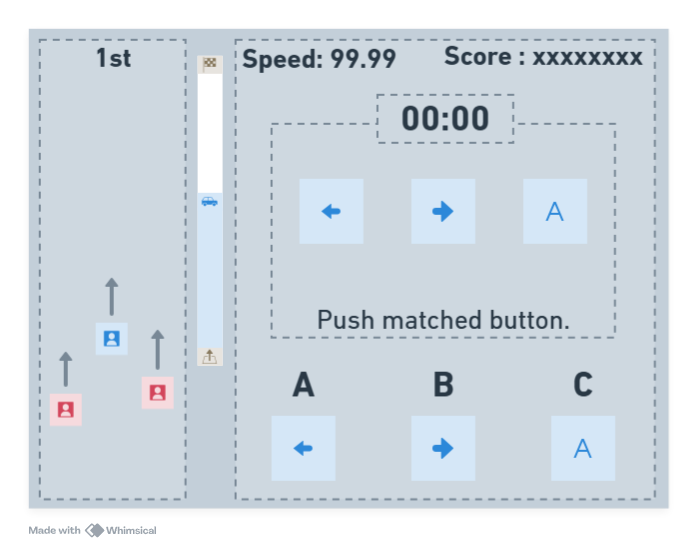 1st
Speed: 99.99
Score : xxxxxxxx
00:00
A
Push matched button.
A B C
A
Made with Whimsical